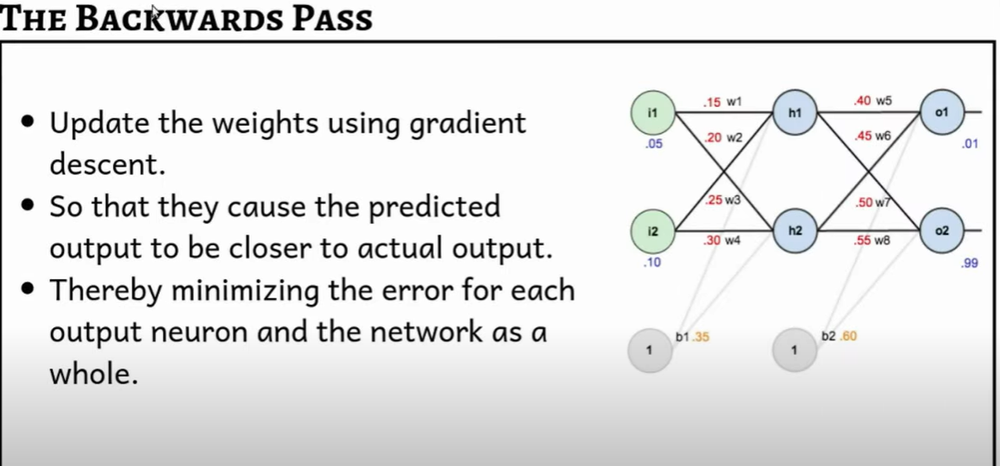 THE BACKWARDS PASS
• Update the weights using gradient
descent.
• So that they cause the predicted
output to be closer to actual output.
• Thereby minimizing the error for each
output neuron and the network as a
whole.
i1 .15 w1 h1 .40 w5 o1
.05 .20 w2 .45 w6 .01
.25 w3 .50 w7
i2 .30 w4 h2 .55 w8 o2
.10 .99
1 b1 .35 1 b2 .60